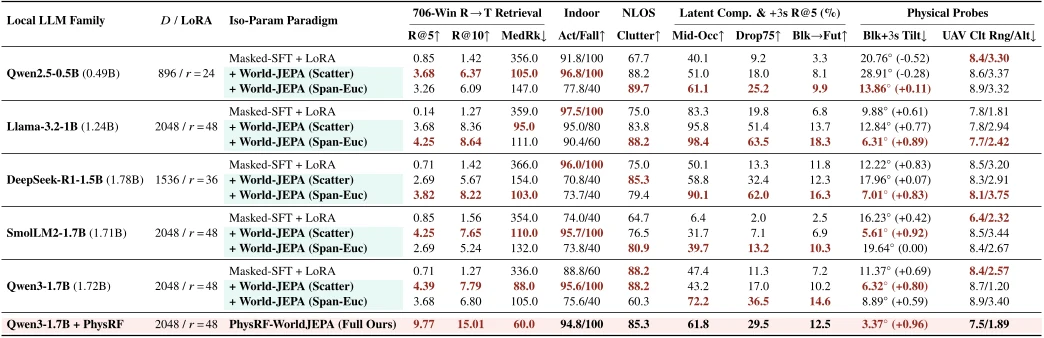 Local LLM Family D / LoRA Iso-Param Paradigm 706-Win R→T Retrieval Indoor NLOS Latent Comp. & +3s R@5 (%) Physical Probes
R@5↑ R@10↑ MedRk↓ Act/Fall↑ Clutter↑ Mid-Occ↑ Drop75↑ Blk→Fut↑ Blk+3s Tilt↓ UAV Clt Rng/Alt↓
Masked-SFT + LoRA 0.85 1.42 356.0 91.8/100 67.7 40.1 9.2 3.3 20.76° (-0.52) 8.4/3.30
Qwen2.5-0.5B (0.49B) 896 / r = 24 + World-JEPA (Scatter) 3.68 6.37 105.0 96.8/100 88.2 51.0 18.0 8.1 28.91° (-0.28) 8.6/3.37
+ World-JEPA (Span-Euc) 3.26 6.09 147.0 77.8/40 89.7 61.1 25.2 9.9 13.86° (+0.11) 8.9/3.32
Masked-SFT + LoRA 0.14 1.27 359.0 97.5/100 75.0 83.3 19.8 6.8 9.88° (+0.61) 7.8/1.81
Llama-3.2-1B (1.24B) 2048 / r = 48 + World-JEPA (Scatter) 3.68 8.36 95.0 95.0/80 83.8 95.8 51.4 13.7 12.84° (+0.77) 7.8/2.94
+ World-JEPA (Span-Euc) 4.25 8.64 111.0 90.4/60 88.2 98.4 63.5 18.3 6.31° (+0.89) 7.7/2.42
Masked-SFT + LoRA 0.71 1.42 366.0 96.0/100 75.0 50.1 13.3 11.8 12.22° (+0.83) 8.5/3.20
DeepSeek-R1-1.5B (1.78B) 1536 / r = 36 + World-JEPA (Scatter) 2.69 5.67 154.0 70.8/40 85.3 58.8 32.4 12.3 17.96° (+0.07) 8.3/2.91
+ World-JEPA (Span-Euc) 3.82 8.22 103.0 73.7/40 79.4 90.1 62.0 16.3 7.01° (+0.83) 8.1/3.75
Masked-SFT + LoRA 0.85 1.56 354.0 74.0/40 64.7 6.4 2.0 2.5 16.23° (+0.42) 6.4/2.32
SmolLM2-1.7B (1.71B) 2048 / r = 48 + World-JEPA (Scatter) 4.25 7.65 110.0 95.7/100 76.5 31.7 7.1 6.9 5.61° (+0.92) 8.5/3.44
+ World-JEPA (Span-Euc) 2.69 5.24 132.0 73.8/40 80.9 39.7 13.2 10.3 19.64° (0.00) 8.4/2.67
Masked-SFT + LoRA 0.71 1.27 336.0 88.8/100 88.2 47.4 11.3 7.2 11.37° (+0.69) 8.4/2.57
Qwen3-1.7B (1.72B) 2048 / r = 48 + World-JEPA (Scatter) 4.39 7.79 88.0 95.6/100 88.2 43.2 17.0 10.2 6.32° (+0.80) 8.7/1.20
+ World-JEPA (Span-Euc) 3.68 6.80 105.0 75.6/40 60.3 72.2 36.5 14.6 8.89° (+0.59) 8.9/3.40
Qwen3-1.7B + PhysRF 2048 / r = 48 PhysRF-WorldJEPA (Full Ours) 9.77 15.01 60.0 94.8/100 85.3 61.8 29.5 12.5 3.37° (+0.96) 7.5/1.89